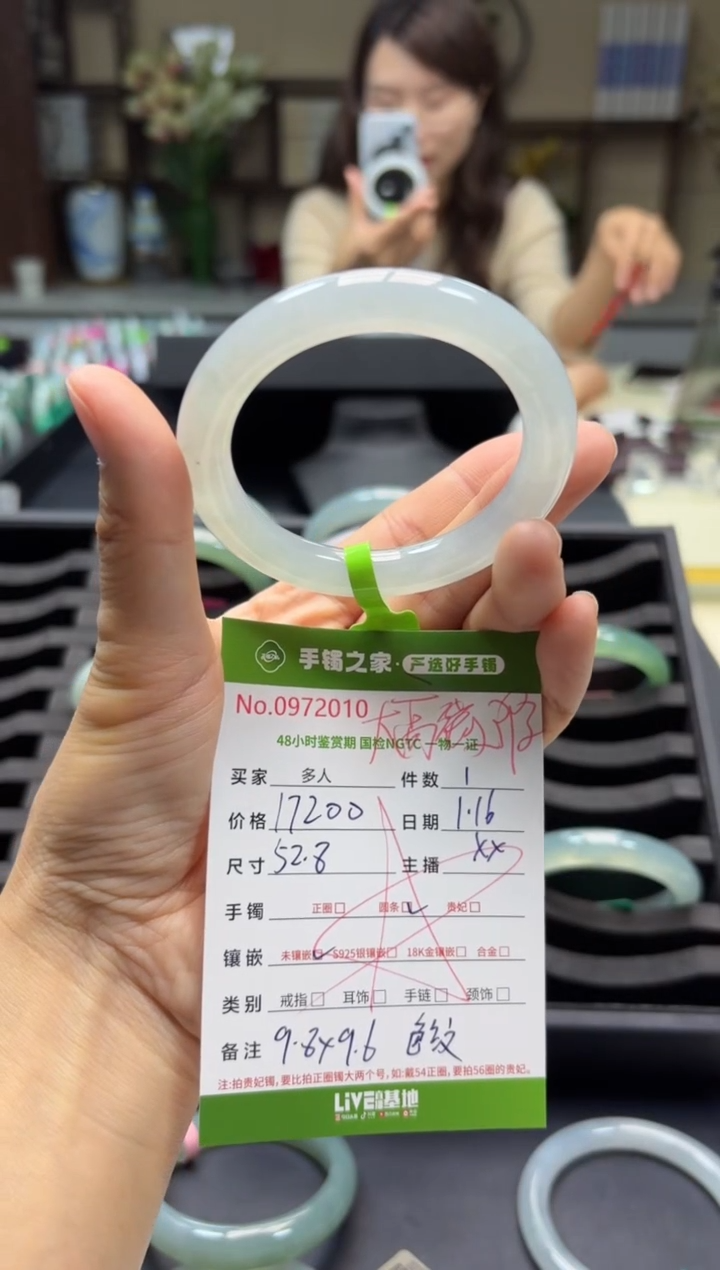 手镯之家·严选好手镯
No.0972010
48小时鉴赏期 国检NGTC 一物一证
买家 多人 件数 1
价格 17200 日期 1.16
尺寸 52.8 主播 XX
手镯 正圈□ 圆条□ 贵妃□
镶嵌 未镶嵌□ S925银镶嵌□ 18K金镶嵌□ 合金□
类别 戒指□ 耳饰□ 手链□ 颈饰□
备注 9.8x9.6 色纹
注:拍贵妃镯,要比拍正圈镯大两个号,如:戴54正圈,要拍56圈的贵妃。
LiVE基地